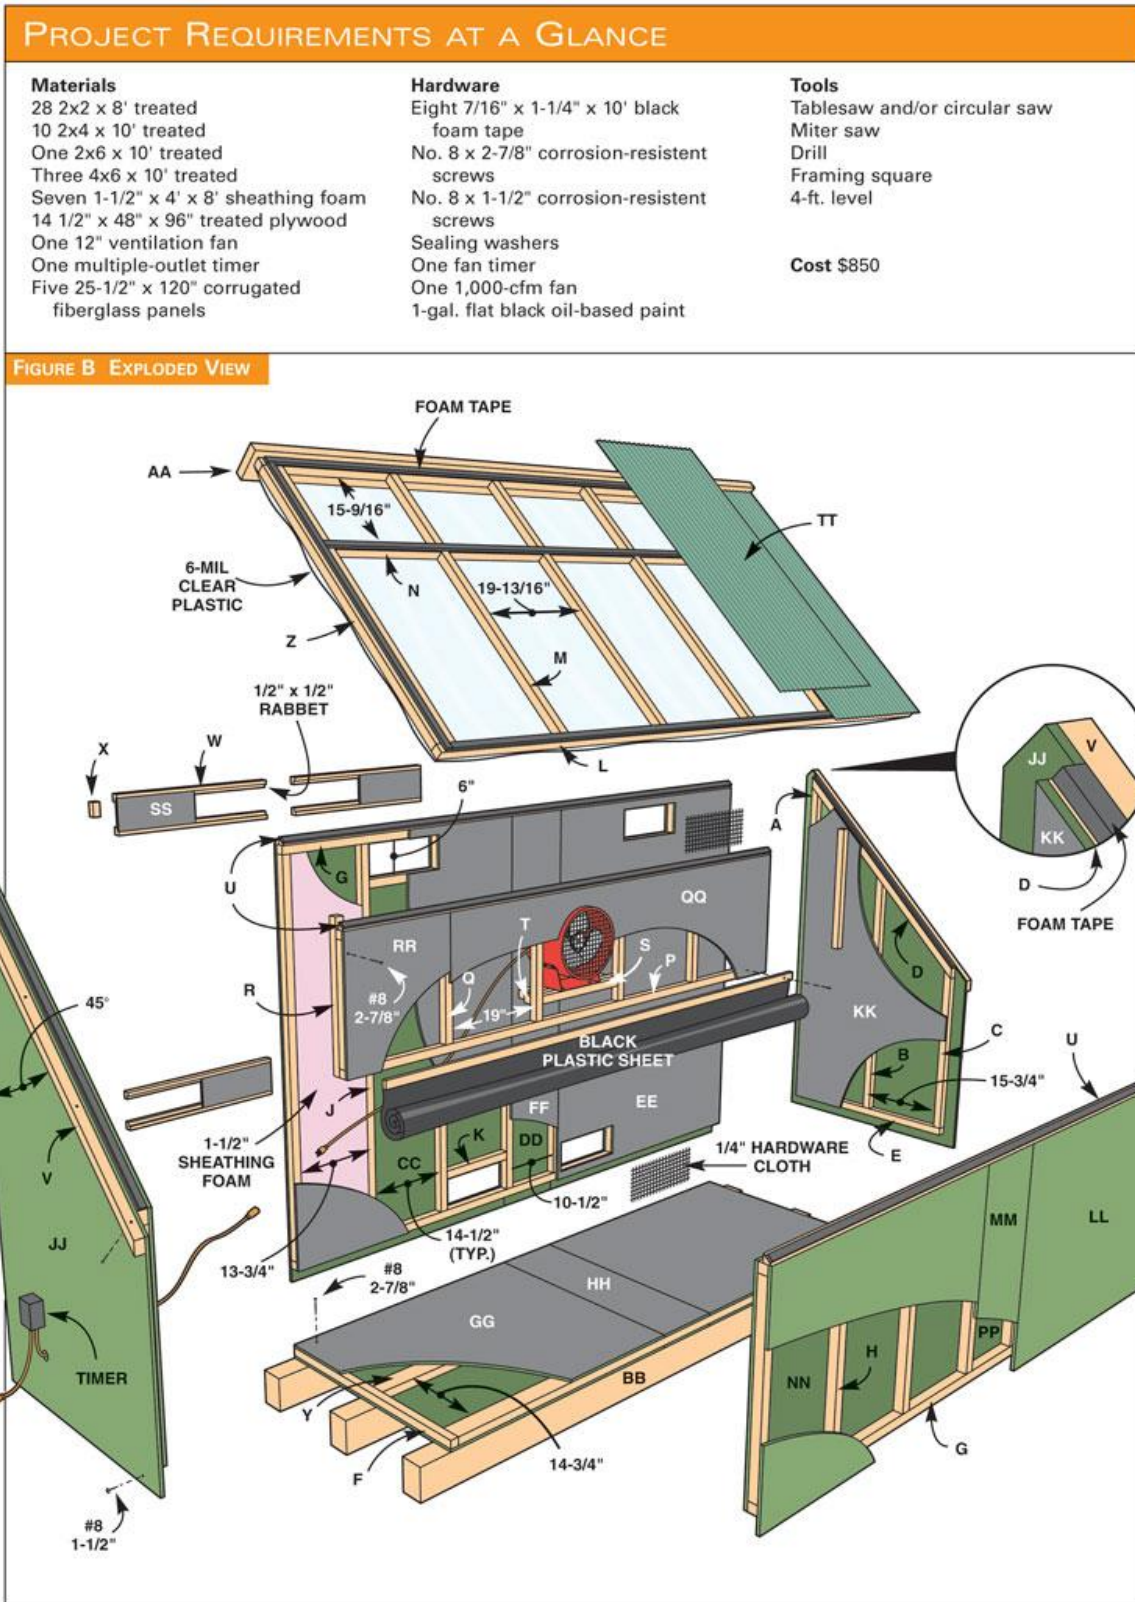 PROJECT REQUIREMENTS AT A GLANCE
Materials
28 2x2 x 8' treated
10 2x4 x 10' treated
One 2x6 x 10' treated
Three 4x6 x 10' treated
Seven 1-1/2" x 4' x 8' sheathing foam
14 1/2" x 48" x 96" treated plywood
One 12" ventilation fan
One multiple-outlet timer
Five 25-1/2" x 120" corrugated
fiberglass panels
Hardware
Eight 7/16" x 1-1/4" x 10' black
foam tape
No. 8 x 2-7/8" corrosion-resistent
screws
No. 8 x 1-1/2" corrosion-resistent
screws
Sealing washers
One fan timer
One 1,000-cfm fan
1-gal. flat black oil-based paint
Tools
Tablesaw and/or circular saw
Miter saw
Drill
Framing square
4-ft. level
Cost $850
FIGURE B EXPLODED VIEW
FOAM TAPE
AA
15-9/16"
TT
6-MIL
CLEAR
PLASTIC
N
19-13/16"
Z
M
1/2" x 1/2"
RABBET
L
X
W
SS
6"
JJ
V
KK
A
D
FOAM TAPE
U
G
QQ
RR
T
S
P
Q
R
#8
2-7/8"
19"
D
KK
45°
BLACK
PLASTIC SHEET
C
U
B
15-3/4"
J
FF
EE
1-1/2"
SHEATHING
FOAM
K
DD
CC
1/4" HARDWARE
CLOTH
E
V
10-1/2"
14-1/2"
(TYP.)
13-3/4"
JJ
MM
LL
#8
2-7/8"
HH
GG
TIMER
PP
H
NN
BB
Y
F
14-3/4"
G
#8
1-1/2"